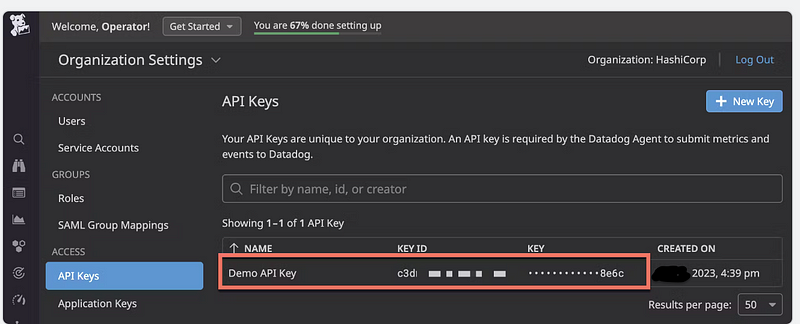 Welcome, Operator!
Get Started
You are 67% done setting up
Organization Settings
Organization: HashiCorp
Log Out
ACCOUNTS
Users
Service Accounts
GROUPS
Roles
SAML Group Mappings
ACCESS
API Keys
Application Keys
API Keys
+ New Key
Your API Keys are unique to your organization. An API key is required by the Datadog Agent to submit metrics and
events to Datadog.
Filter by name, id, or creator
Showing 1–1 of 1 API Key
↑ NAME KEY ID KEY CREATED ON
Demo API Key c3d ············8e6c 2023, 4:39 pm
Results per page: 50